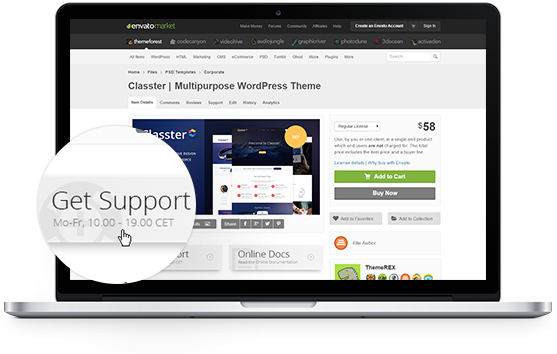 envatomarket
Make Money Forums Community Affiliates Help Create an Envato Account Sign In
themeforest codecanyon videohive audiojungle graphicriver photodune 3docean activeden
All Items WordPress HTML Marketing CMS eCommerce PSD Tumblr Ghost Muse Plugins More Search
Home > Files > PSD Templates > Corporate
Classter | Multipurpose WordPress Theme
Item Details Comments Reviews Support Edit History Analytics
Classter
Welcome to Classter
Regular License $58
Use, by you or one client, in a single end product
which end users are not charged for. The total
price includes the item price and a buyer fee.
License details | Why buy with Envato
Add to Cart
Buy Now
Add to Favorites Add to Collection
Share
Elite Author
ThemeREX
Get Support
Mo-Fr, 10.00 - 19.00 CET
port
Online Docs
Read the Online Documentation